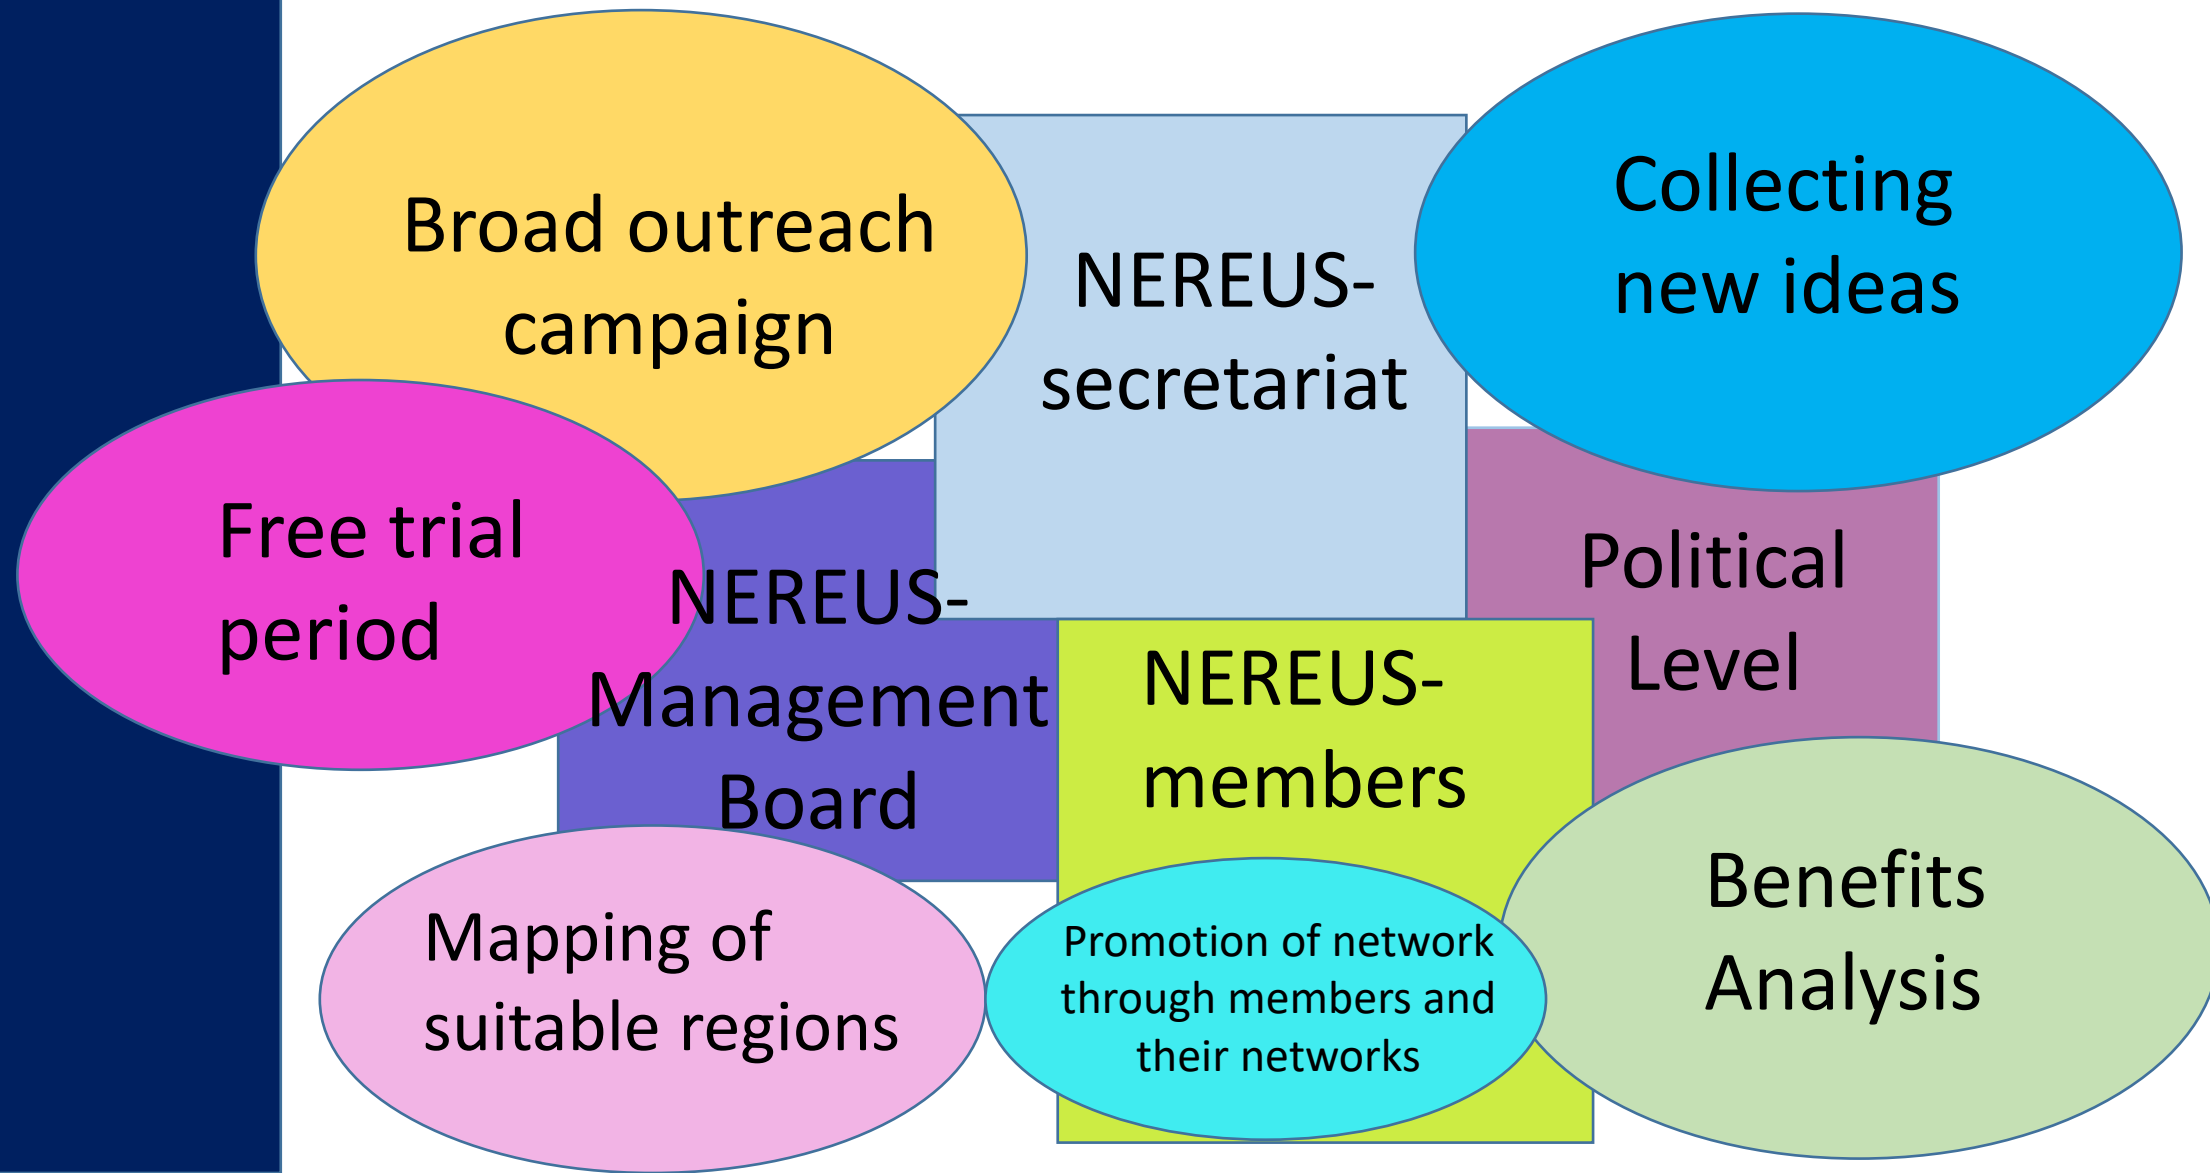 Broad outreach
campaign
NEREUS-
secretariat
Collecting
new ideas
Free trial
period
NEREUS-
Management
Board
NEREUS-
members
Political
Level
Mapping of
suitable regions
Promotion of network
through members and
their networks
Benefits
Analysis